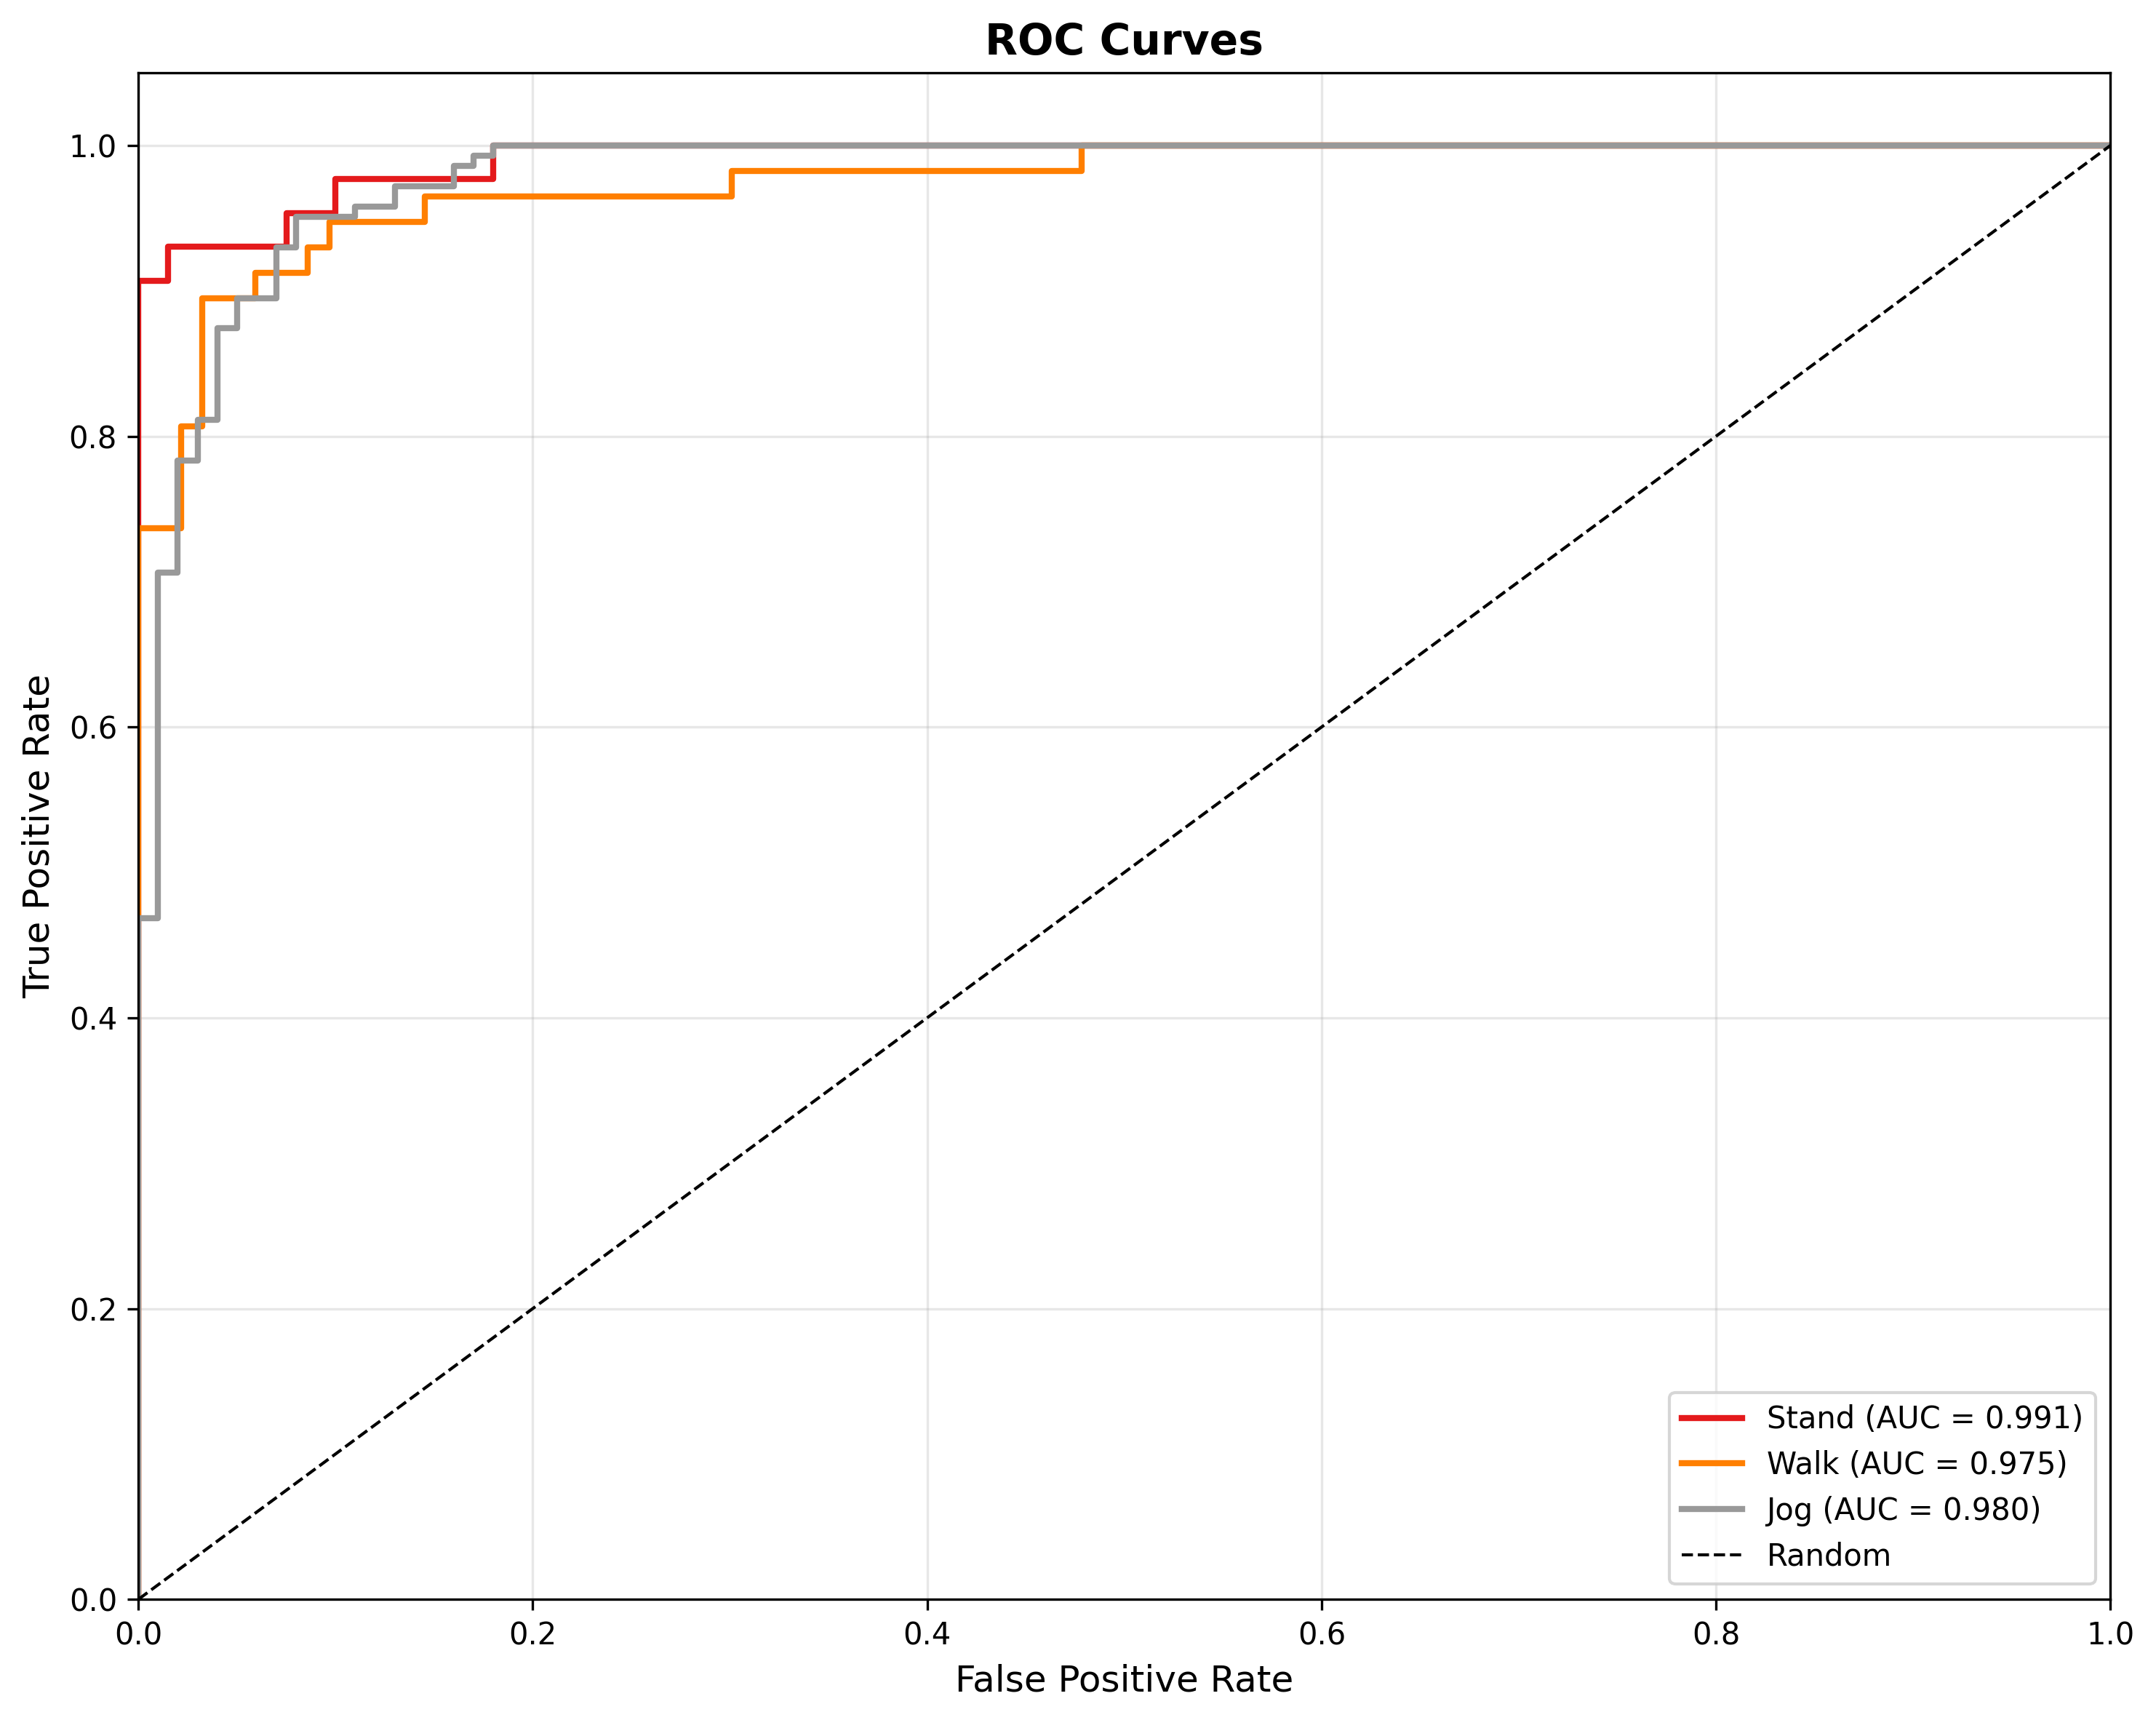 ROC Curves
True Positive Rate
1.0
0.8
0.6
0.4
0.2
0.0
0.0 0.2 0.4 0.6 0.8 1.0
False Positive Rate
Stand (AUC = 0.991)
Walk (AUC = 0.975)
Jog (AUC = 0.980)
Random